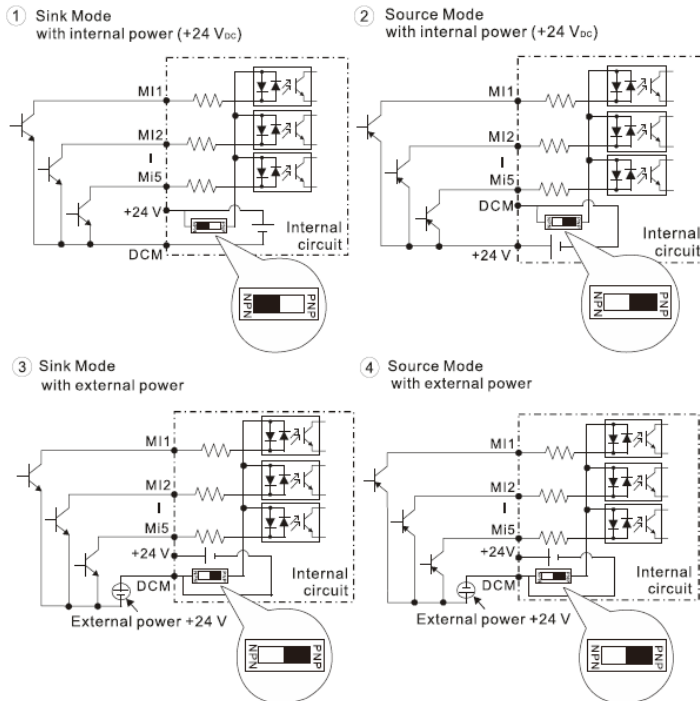 1 Sink Mode
with internal power (+24 VDC)
MI1
MI2
Mi5
+24 V
DCM
Internal
circuit
NPN
PNP
2 Source Mode
with internal power (+24 VDC)
MI1
MI2
Mi5
DCM
+24 V
Internal
circuit
NPN
PNP
3 Sink Mode
with external power
MI1
MI2
Mi5
+24 V
DCM
Internal
circuit
External power +24 V
NPN
PNP
4 Source Mode
with external power
MI1
MI2
Mi5
+24V
DCM
Internal
circuit
External power +24 V
NPN
PNP